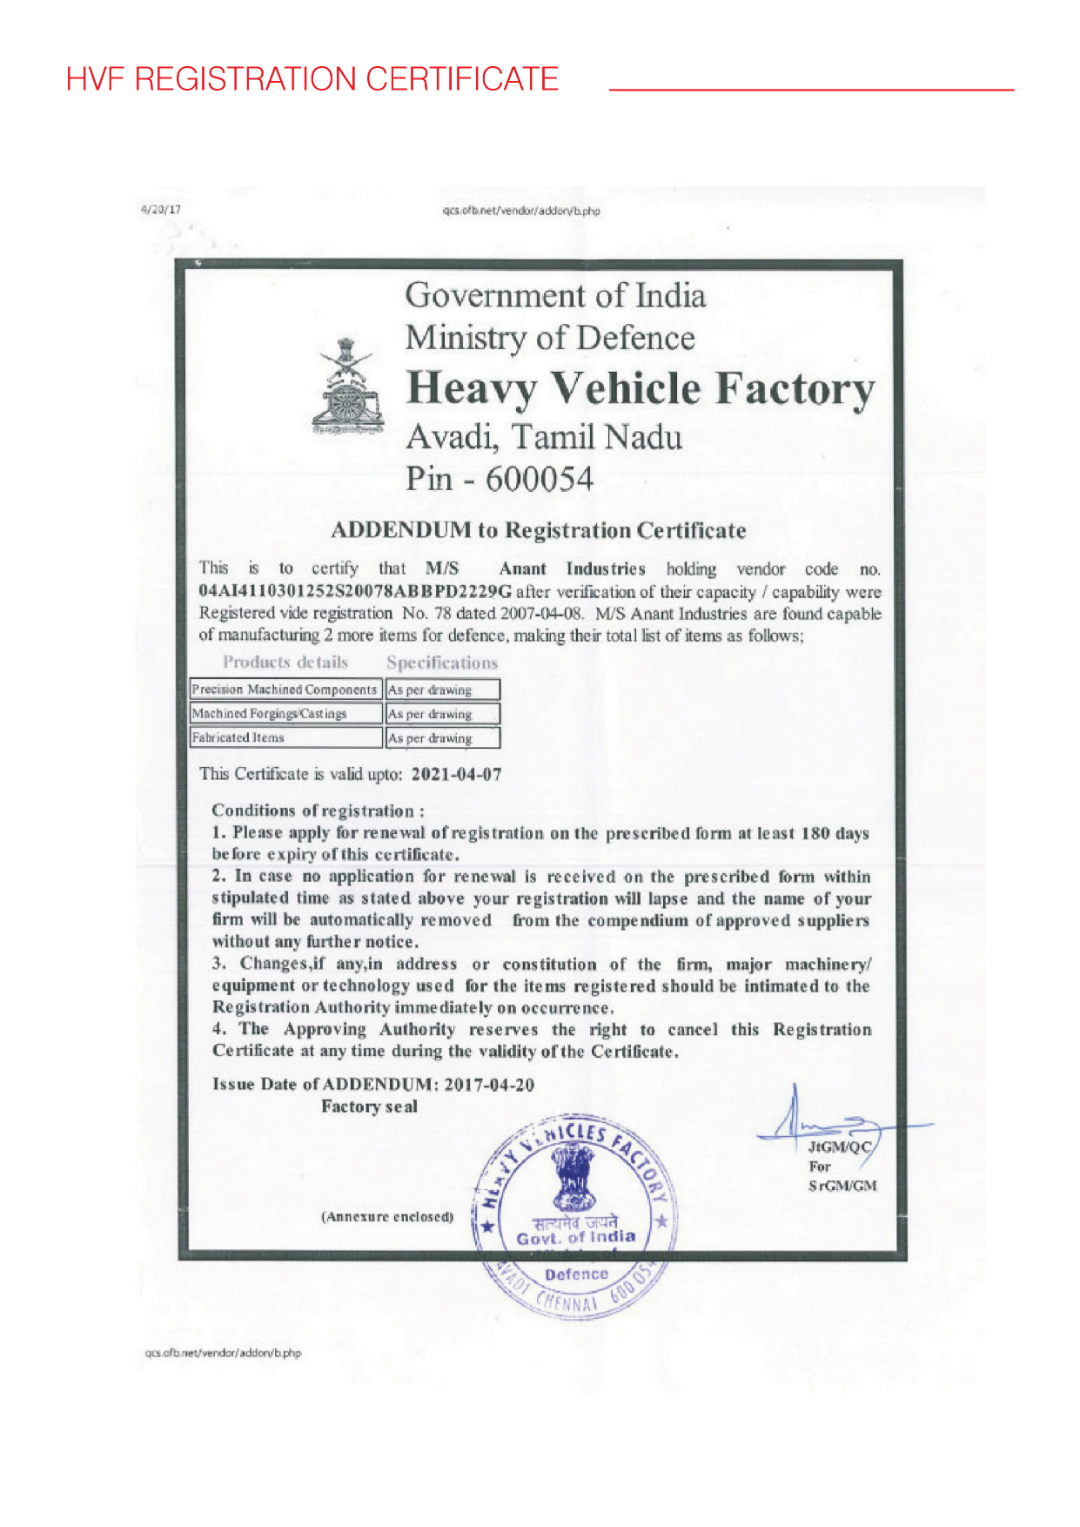 HVF REGISTRATION CERTIFICATE
4/20/17
qcs.ofb.net/vendor/addon/b.php
Government of India
Ministry of Defence
Heavy Vehicle Factory
Avadi, Tamil Nadu
Pin - 600054
ADDENDUM to Registration Certificate
This is to certify that M/S Anant Industries holding vendor code no.
04AI4110301252S20078ABBPD2229G after verification of their capacity / capability were
Registered vide registration No. 78 dated 2007-04-08. M/S Anant Industries are found capable
of manufacturing 2 more items for defence, making their total list of items as follows;
Products details Specifications
Precision Machined Components As per drawing
Machined Forgings/Castings As per drawing
Fabricated Items As per drawing
This Certificate is valid upto: 2021-04-07
Conditions of registration :
1. Please apply for renewal of registration on the prescribed form at least 180 days
before expiry of this certificate.
2. In case no application for renewal is received on the prescribed form within
stipulated time as stated above your registration will lapse and the name of your
firm will be automatically removed from the compendium of approved suppliers
without any further notice.
3. Changes,if any,in address or constitution of the firm, major machinery/
equipment or technology used for the items registered should be intimated to the
Registration Authority immediately on occurrence.
4. The Approving Authority reserves the right to cancel this Registration
Certificate at any time during the validity of the Certificate.
Issue Date of ADDENDUM: 2017-04-20
Factory seal
HEAVY VEHICLES FACTORY
JtGM/QC
For
SrGM/GM
(Annexure enclosed)
सत्यमेव जयते
Govt. of India
Defence
AVADI CHENNAI 600 054
qcs.ofb.net/vendor/addon/b.php